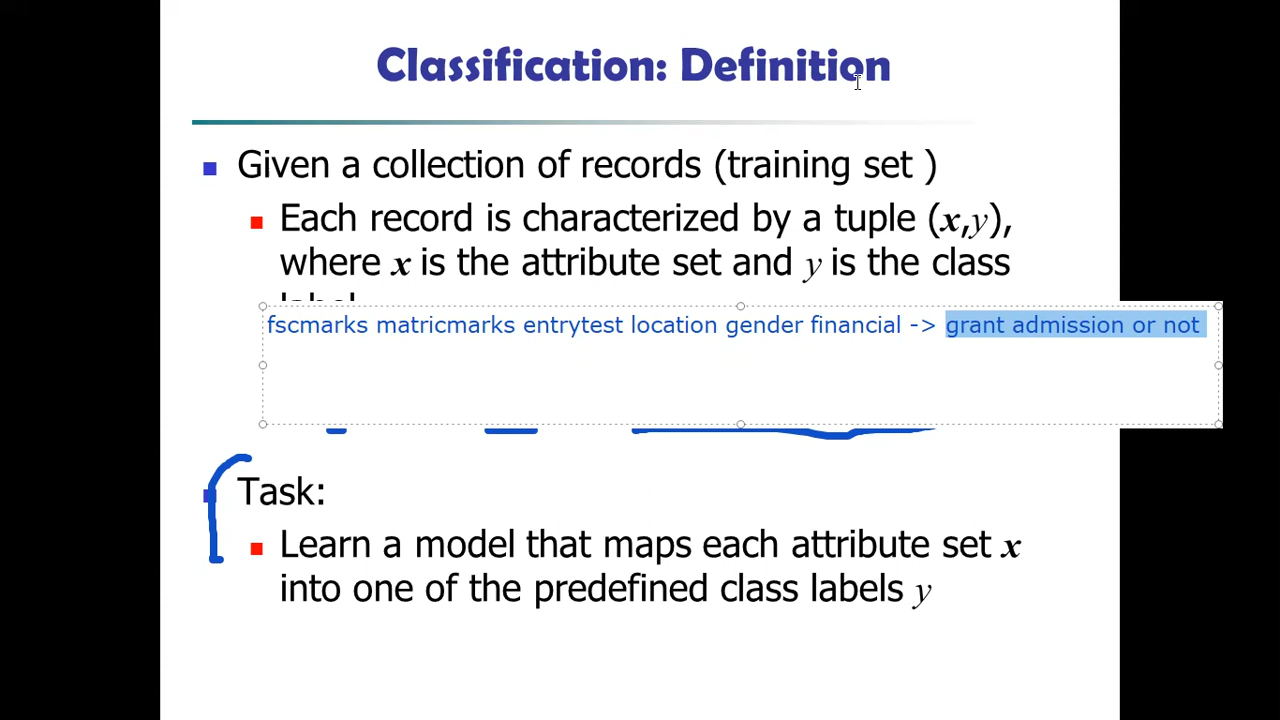 Classification: Definition
Given a collection of records (training set )
Each record is characterized by a tuple (x,y),
where x is the attribute set and y is the class
label
fscmarks matricmarks entrytest location gender financial -> grant admission or not
Task:
Learn a model that maps each attribute set x
into one of the predefined class labels y